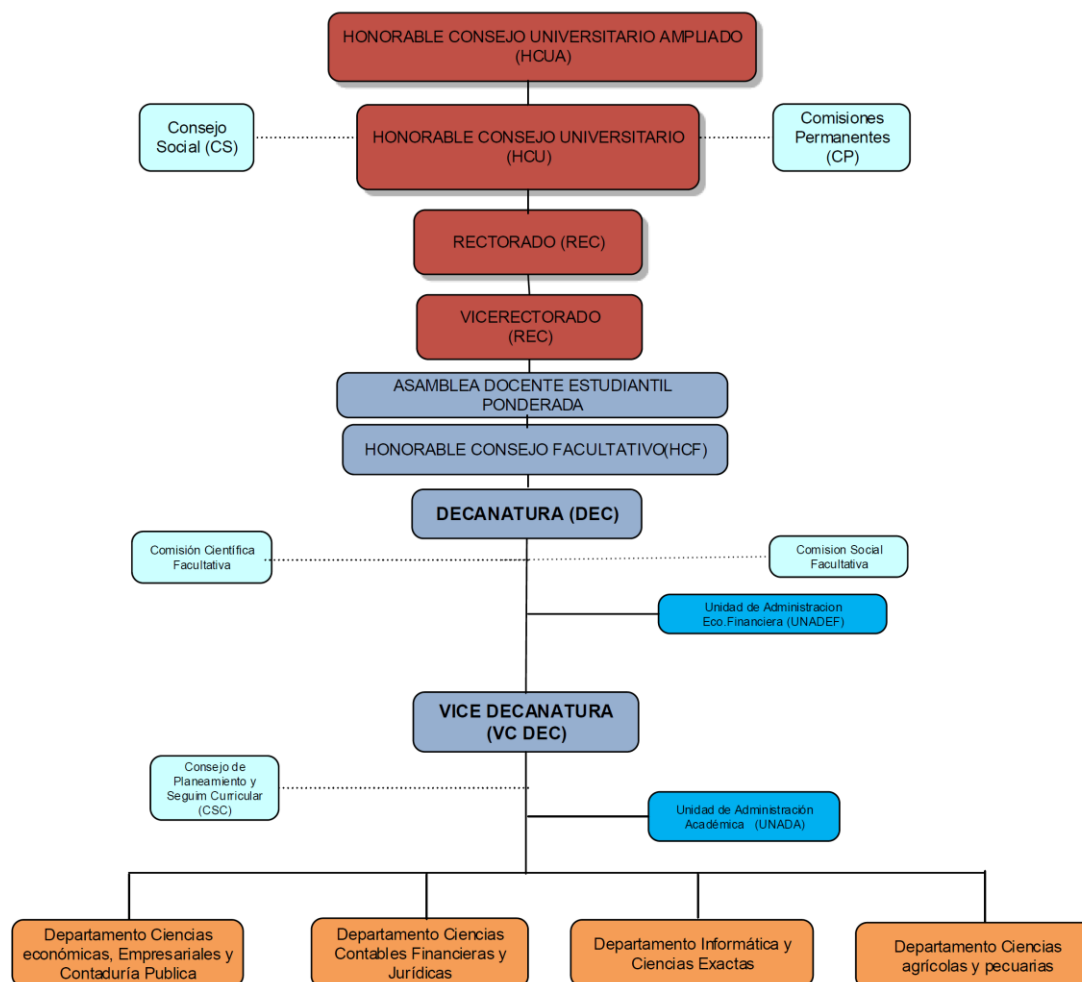 HONORABLE CONSEJO UNIVERSITARIO AMPLIADO
(HCUA)
Consejo
Social (CS)
HONORABLE CONSEJO UNIVERSITARIO
(HCU)
Comisiones
Permanentes
(CP)
RECTORADO (REC)
VICERECTORADO
(REC)
ASAMBLEA DOCENTE ESTUDIANTIL
PONDERADA
HONORABLE CONSEJO FACULTATIVO(HCF)
DECANATURA (DEC)
Comisión Científica
Facultativa
Comision Social
Facultativa
Unidad de Administracion
Eco.Financiera (UNADEF)
VICE DECANATURA
(VC DEC)
Consejo de
Planeamiento y
Seguim Curricular
(CSC)
Unidad de Administración
Académica (UNADA)
Departamento Ciencias
económicas, Empresariales y
Contaduría Publica
Departamento Ciencias
Contables Financieras y
Jurídicas
Departamento Informática y
Ciencias Exactas
Departamento Ciencias
agrícolas y pecuarias